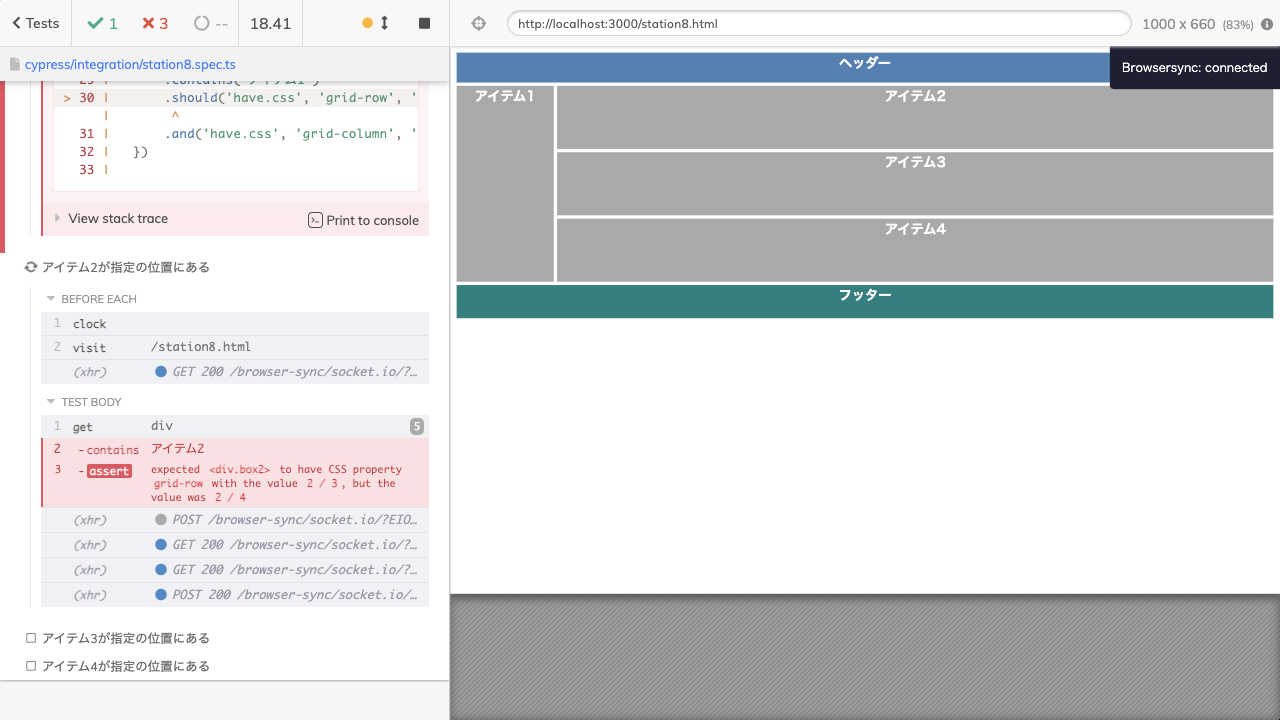 Tests 1 3 -- 18.41
cypress/integration/station8.spec.ts
> 30 | .should('have.css', 'grid-row', '
| ^
31 | .and('have.css', 'grid-column', '
32 | })
33 |
View stack trace
Print to console
アイテム2が指定の位置にある
BEFORE EACH
1 clock
2 visit /station8.html
(xhr) GET 200 /browser-sync/socket.io/?…
TEST BODY
1 get div 5
2 -contains アイテム2
3 -assert expected <div.box2> to have CSS property
grid-row with the value 2 / 3, but the
value was 2 / 4
(xhr) POST /browser-sync/socket.io/?EIO…
(xhr) GET 200 /browser-sync/socket.io/?…
(xhr) GET 200 /browser-sync/socket.io/?…
(xhr) POST 200 /browser-sync/socket.io/…
アイテム3が指定の位置にある
アイテム4が指定の位置にある
http://localhost:3000/station8.html
1000 x 660 (83%)
Browsersync: connected
ヘッダー
アイテム1
アイテム2
アイテム3
アイテム4
フッター